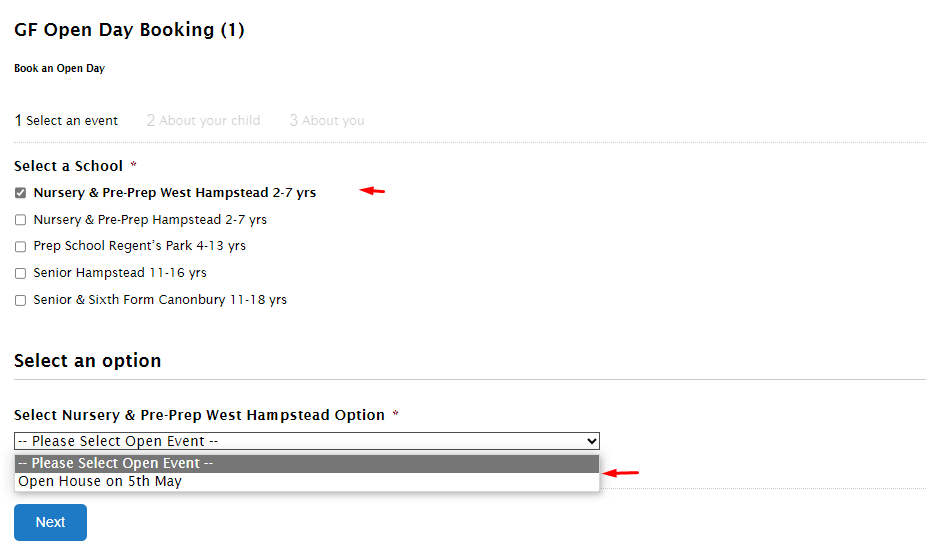 GF Open Day Booking (1)
Book an Open Day
1 Select an event 2 About your child 3 About you
Select a School *
Nursery & Pre-Prep West Hampstead 2-7 yrs
Nursery & Pre-Prep Hampstead 2-7 yrs
Prep School Regent's Park 4-13 yrs
Senior Hampstead 11-16 yrs
Senior & Sixth Form Canonbury 11-18 yrs
Select an option
Select Nursery & Pre-Prep West Hampstead Option *
-- Please Select Open Event --
-- Please Select Open Event --
Open House on 5th May
Next